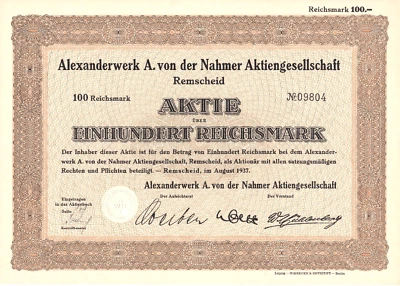 Reichsmark 100.—
Alexanderwerk A. von der Nahmer Aktiengesellschaft
Remscheid
100 Reichsmark
№09804
AKTIE
ÜBER
EINHUNDERT REICHSMARK
Der Inhaber dieser Aktie ist für den Betrag von Einhundert Reichsmark bei dem Alexander-
werk A. von der Nahmer Aktiengesellschaft, Remscheid, als Aktionär mit allen satzungsmäßigen
Rechten und Pflichten beteiligt. — Remscheid, im August 1937.
Alexanderwerk A. von der Nahmer Aktiengesellschaft
Der Aufsichtsrat
Der Vorstand
Eingetragen
in das Aktienbuch
Seite
Kontrollbeamter